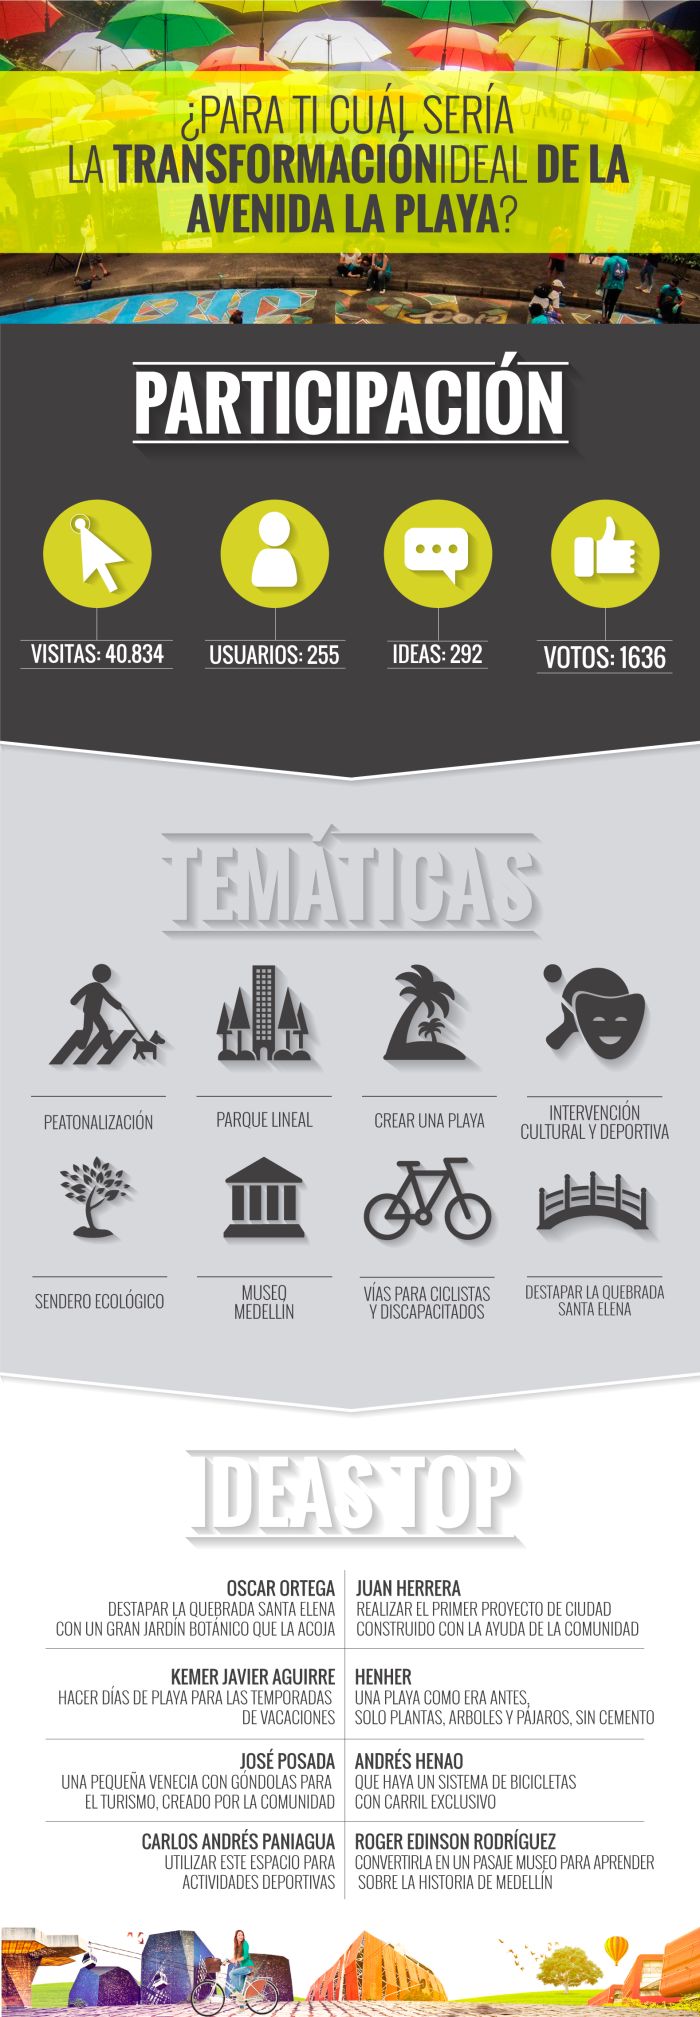 ¿PARA TI CUÁL SERÍA
LA TRANSFORMACIÓN IDEAL DE LA
AVENIDA LA PLAYA?
PARTICIPACIÓN
VISITAS: 40.834
USUARIOS: 255
IDEAS: 292
VOTOS: 1636
TEMÁTICAS
PEATONALIZACIÓN
PARQUE LINEAL
CREAR UNA PLAYA
INTERVENCIÓN
CULTURAL Y DEPORTIVA
SENDERO ECOLÓGICO
MUSEO
MEDELLIN
VÍAS PARA CICLISTAS
Y DISCAPACITADOS
DESTAPAR LA QUEBRADA
SANTA ELENA
IDEAS TOP
OSCAR ORTEGA
DESTAPAR LA QUEBRADA SANTA ELENA
CON UN GRAN JARDÍN BOTÁNICO QUE LA ACOJA
JUAN HERRERA
REALIZAR EL PRIMER PROYECTO DE CIUDAD
CONSTRUIDO CON LA AYUDA DE LA COMUNIDAD
KEMER JAVIER AGUIRRE
HACER DÍAS DE PLAYA PARA LAS TEMPORADAS
DE VACACIONES
HENHER
UNA PLAYA COMO ERA ANTES,
SOLO PLANTAS, ARBOLES Y PÁJAROS, SIN CEMENTO
JOSÉ POSADA
UNA PEQUEÑA VENECIA CON GÓNDOLAS PARA
EL TURISMO, CREADO POR LA COMUNIDAD
ANDRÉS HENAO
QUE HAYA UN SISTEMA DE BICICLETAS
CON CARRIL EXCLUSIVO
CARLOS ANDRÉS PANIAGUA
UTILIZAR ESTE ESPACIO PARA
ACTIVIDADES DEPORTIVAS
ROGER EDINSON RODRÍGUEZ
CONVERTIRLA EN UN PASAJE MUSEO PARA APRENDER
SOBRE LA HISTORIA DE MEDELLÍN